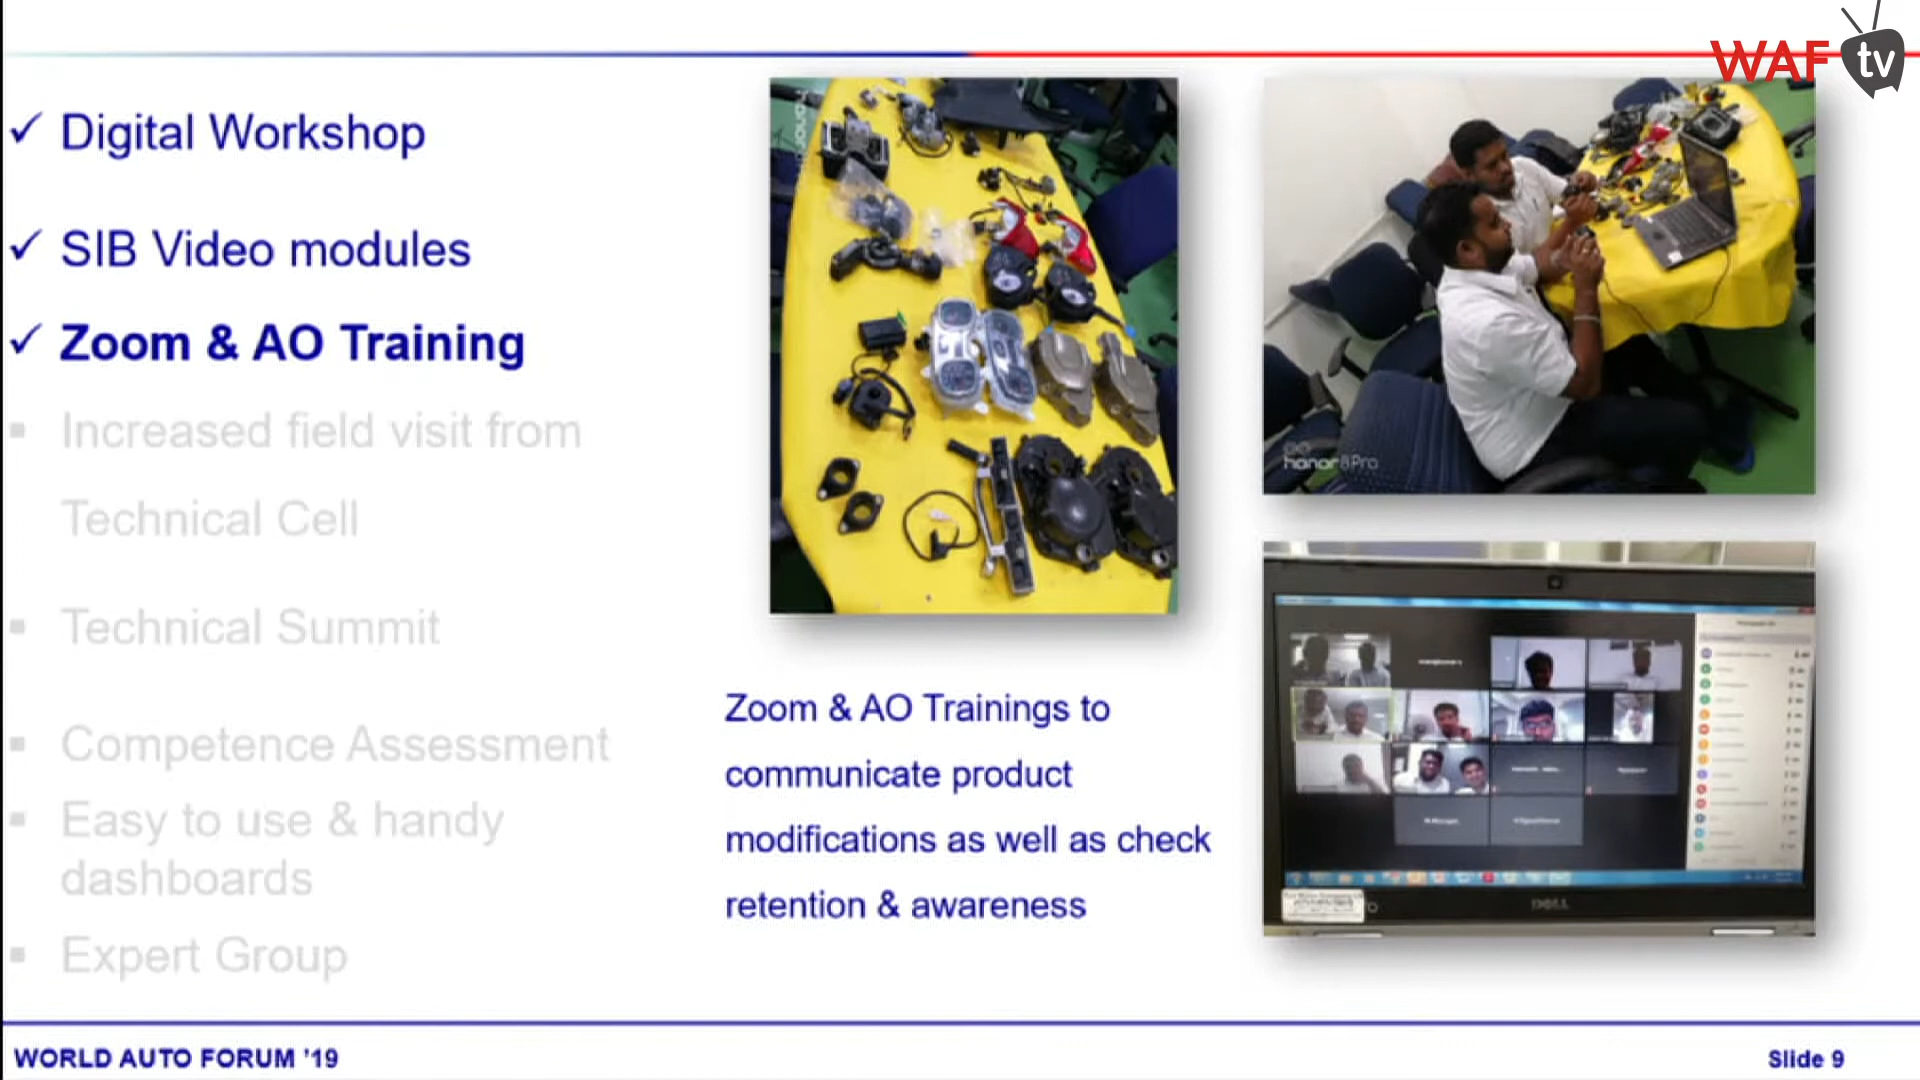 WAF tv
Digital Workshop
SIB Video modules
Zoom & AO Training
Increased field visit from
Technical Cell
Technical Summit
Competence Assessment
Easy to use & handy
dashboards
Expert Group
honor
honor 8 Pro
Zoom & AO Trainings to
communicate product
modifications as well as check
retention & awareness
DELL
WORLD AUTO FORUM '19
Slide 9